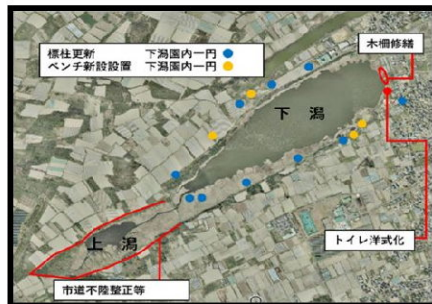 標柱更新 下潟園内一円
ベンチ新設設置 下潟園内一円
木柵修繕
下 潟
上 潟
トイレ洋式化
市道不陸整正等